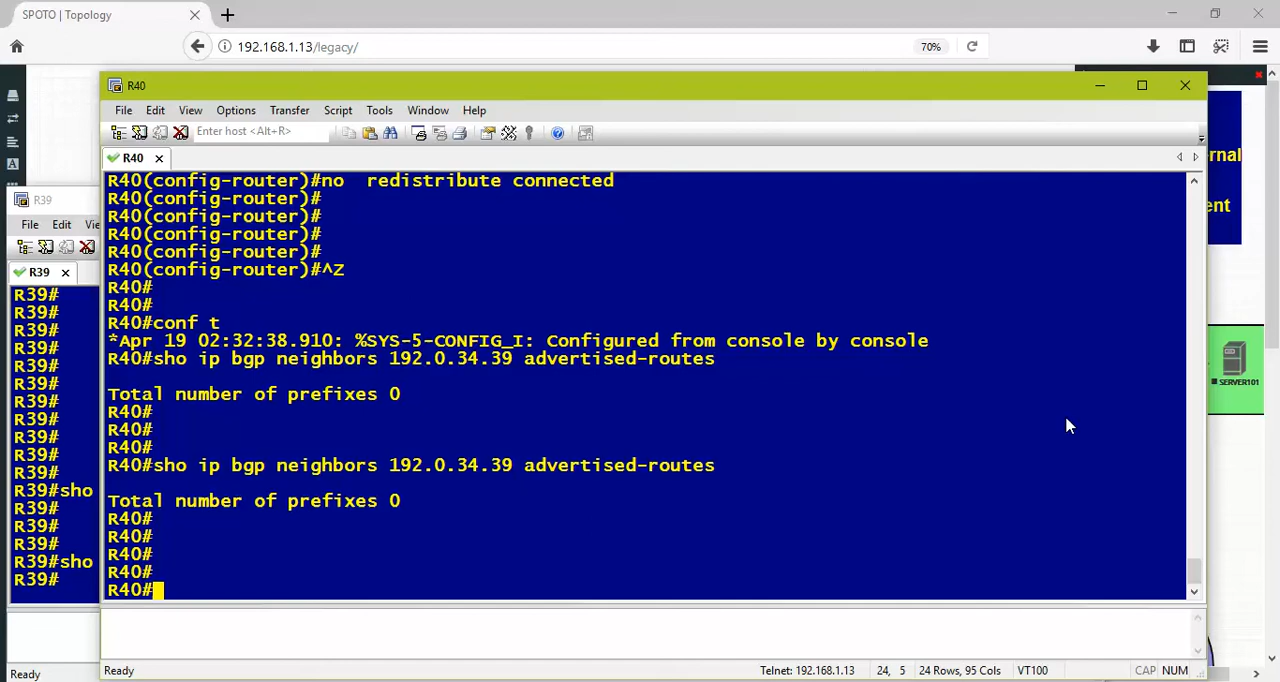 SPOTO | Topology
192.168.1.13/legacy/
70%
R40
File Edit View Options Transfer Script Tools Window Help
Enter host <Alt+R>
R40
R40(config-router)#no  redistribute connected
R40(config-router)#
R40(config-router)#
R40(config-router)#
R40(config-router)#
R40(config-router)#^Z
R40#
R40#
R40#conf t
*Apr 19 02:32:38.910: %SYS-5-CONFIG_I: Configured from console by console
R40#sho ip bgp neighbors 192.0.34.39 advertised-routes
Total number of prefixes 0
R40#
R40#
R40#
R40#sho ip bgp neighbors 192.0.34.39 advertised-routes
Total number of prefixes 0
R40#
R40#
R40#
R40#
R40#
Ready
Telnet: 192.168.1.13 24, 5 24 Rows, 95 Cols VT100 CAP NUM
R39
File Edit Vie
R39
R39#
R39#
R39#
R39#
R39#
R39#
R39#
R39#
R39#
R39#
R39#
R39#sho
R39#
R39#
R39#
R39#sho
R39#
Ready
rnal
ent
SERVER101